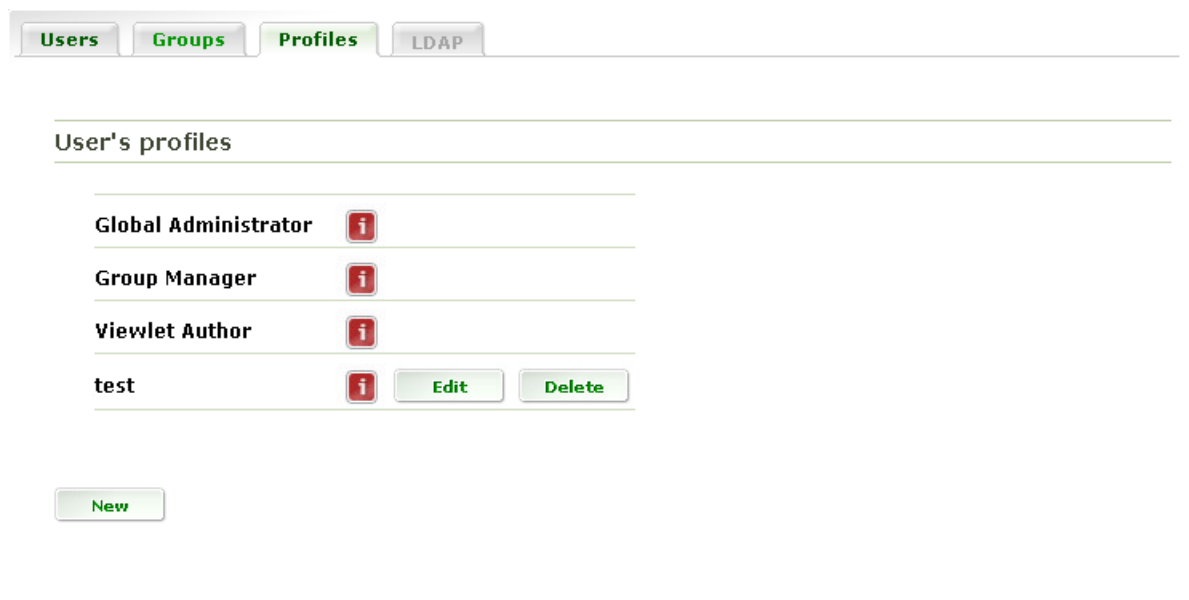 Users Groups Profiles LDAP
User's profiles
Global Administrator i
Group Manager i
Viewlet Author i
test i Edit Delete
New